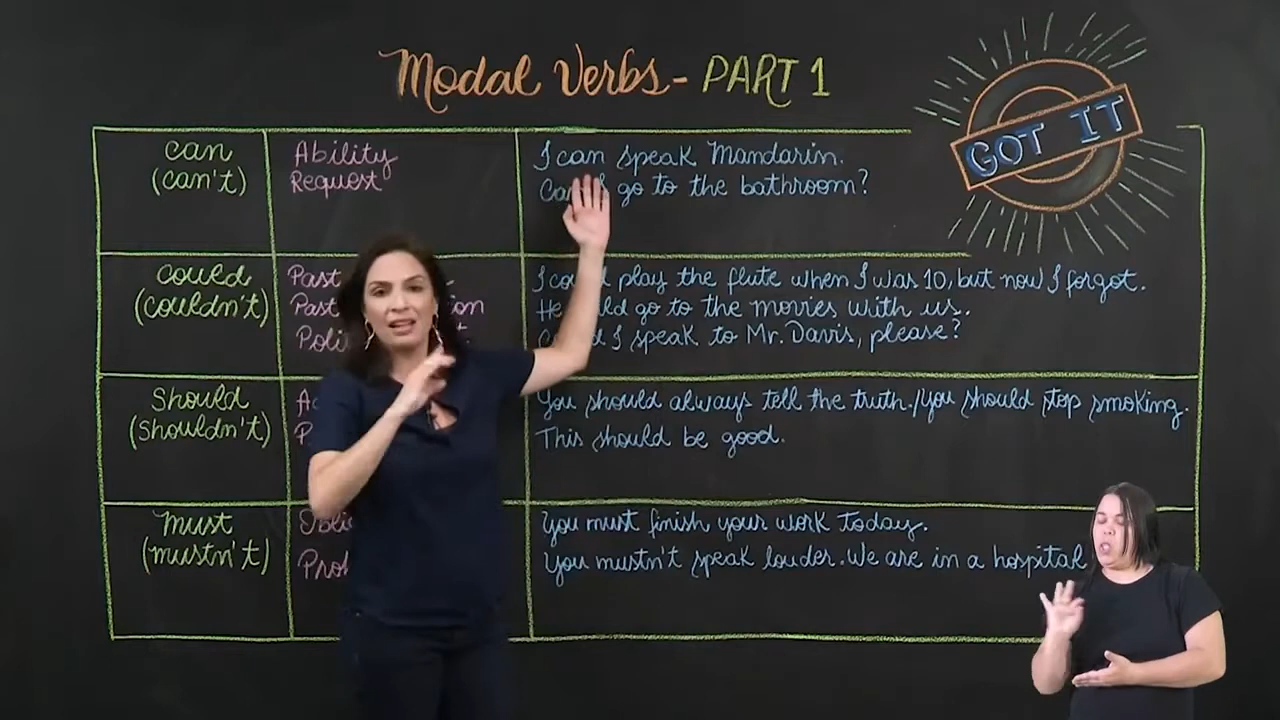 Modal Verbs - PART 1
GOT IT
can
(can't)
Ability
Request
I can speak Mandarin.
go to the bathroom?
could
(couldn't)
Past
Past
I play the flute when I was 10, but now I forgot.
He go to the movies with us.
I speak to Mr. Davis, please?
Should
(Shouldn't)
You should always tell the truth./You should stop smoking.
This should be good.
must
(mustn't)
You must finish your work today.
You mustn't speak louder. We are in a hospital